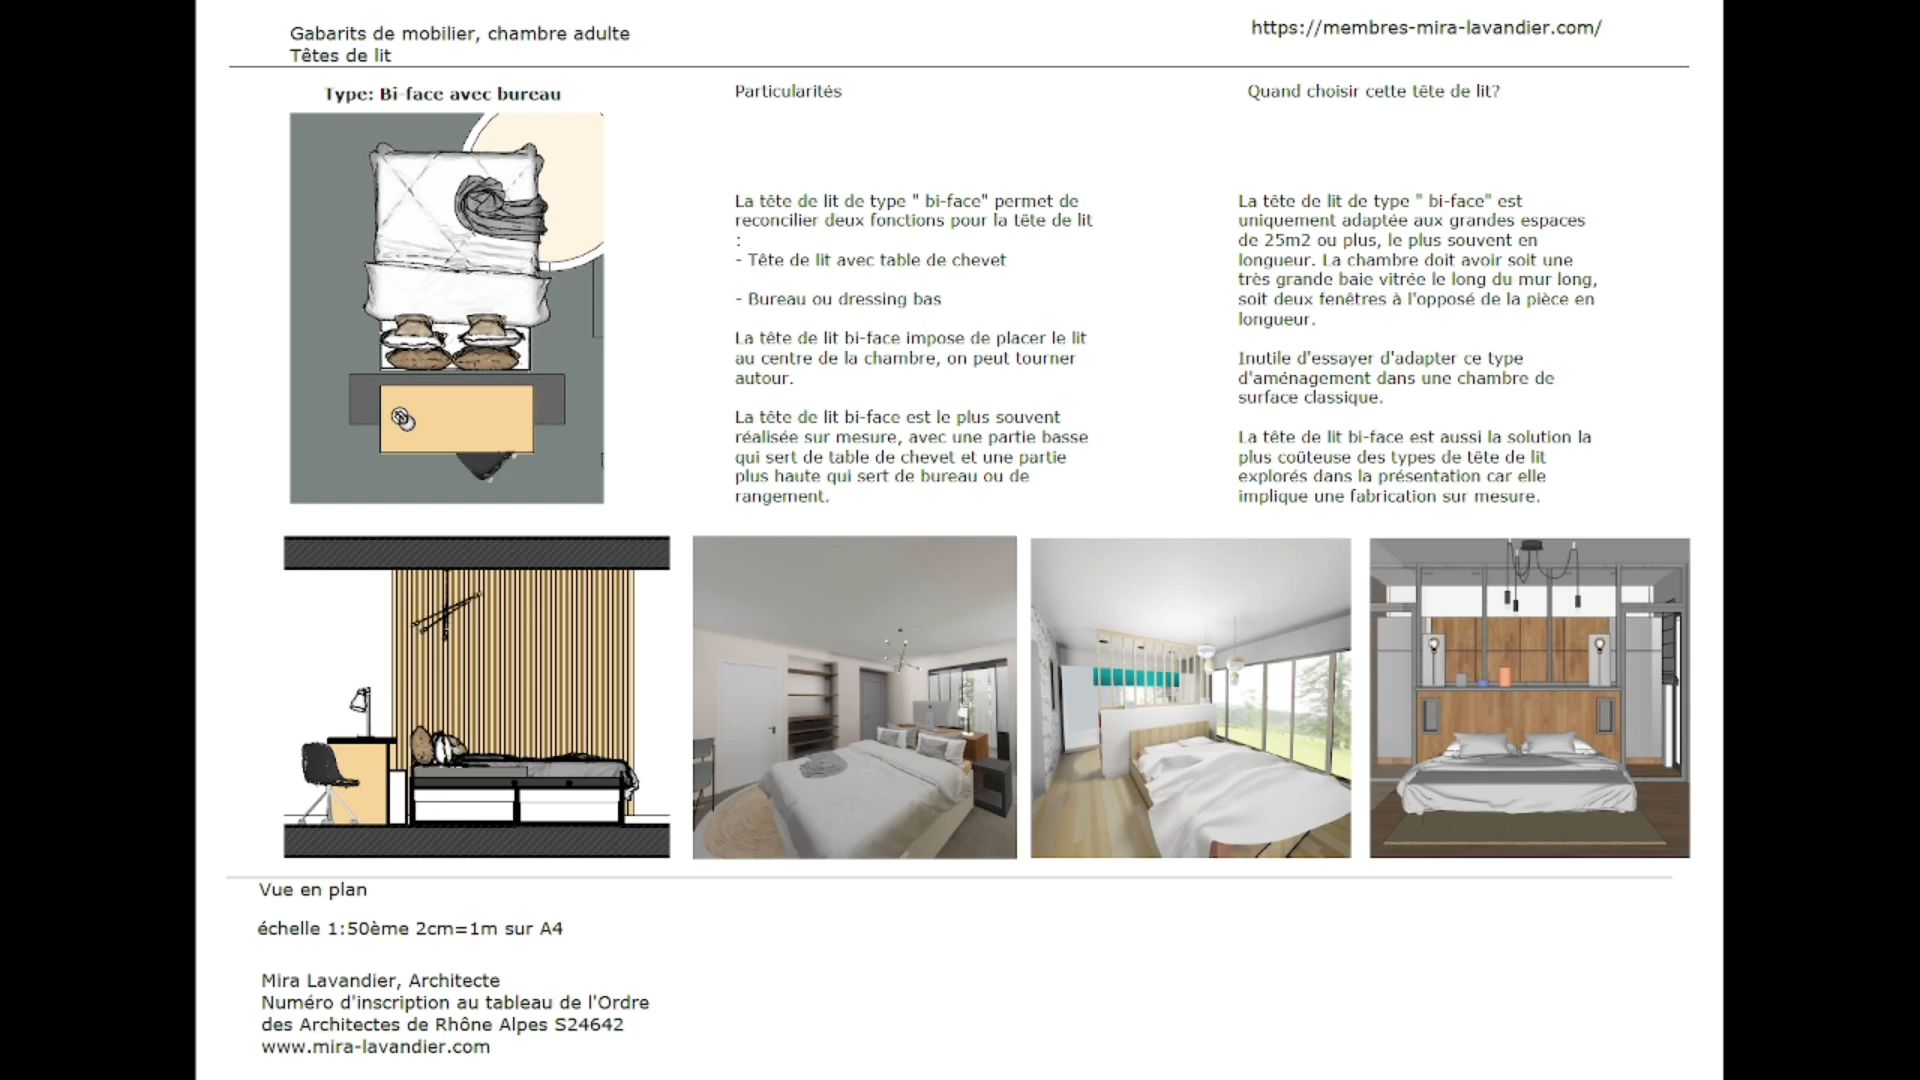 Gabarits de mobilier, chambre adulte
Têtes de lit
https://membres-mira-lavandier.com/
Type: Bi-face avec bureau
Particularités
La tête de lit de type " bi-face" permet de
reconcilier deux fonctions pour la tête de lit
:
- Tête de lit avec table de chevet
- Bureau ou dressing bas
La tête de lit bi-face impose de placer le lit
au centre de la chambre, on peut tourner
autour.
La tête de lit bi-face est le plus souvent
réalisée sur mesure, avec une partie basse
qui sert de table de chevet et une partie
plus haute qui sert de bureau ou de
rangement.
Quand choisir cette tête de lit?
La tête de lit de type " bi-face" est
uniquement adaptée aux grandes espaces
de 25m2 ou plus, le plus souvent en
longueur. La chambre doit avoir soit une
très grande baie vitrée le long du mur long,
soit deux fenêtres à l'opposé de la pièce en
longueur.
Inutile d'essayer d'adapter ce type
d'aménagement dans une chambre de
surface classique.
La tête de lit bi-face est aussi la solution la
plus coûteuse des types de tête de lit
explorés dans la présentation car elle
implique une fabrication sur mesure.
Vue en plan
échelle 1:50ème 2cm=1m sur A4
Mira Lavandier, Architecte
Numéro d'inscription au tableau de l'Ordre
des Architectes de Rhône Alpes S24642
www.mira-lavandier.com